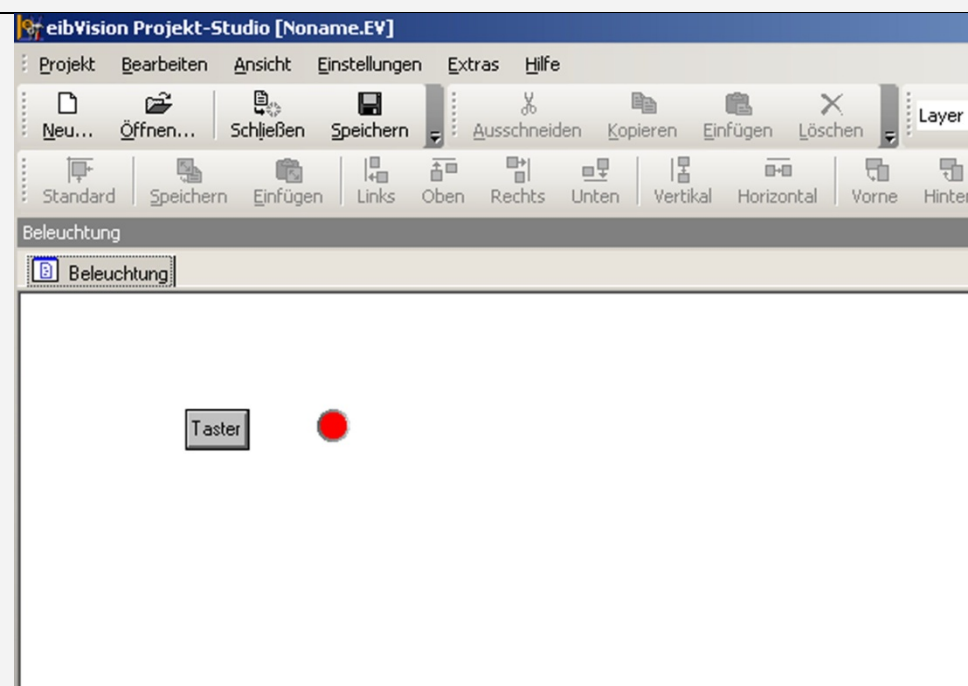 eibVision Projekt-Studio [Noname.EV]
Projekt Bearbeiten Ansicht Einstellungen Extras Hilfe
Neu... Öffnen... Schließen Speichern Ausschneiden Kopieren Einfügen Löschen Layer
Standard Speichern Einfügen Links Oben Rechts Unten Vertikal Horizontal Vorne Hinter
Beleuchtung
Beleuchtung
Taster